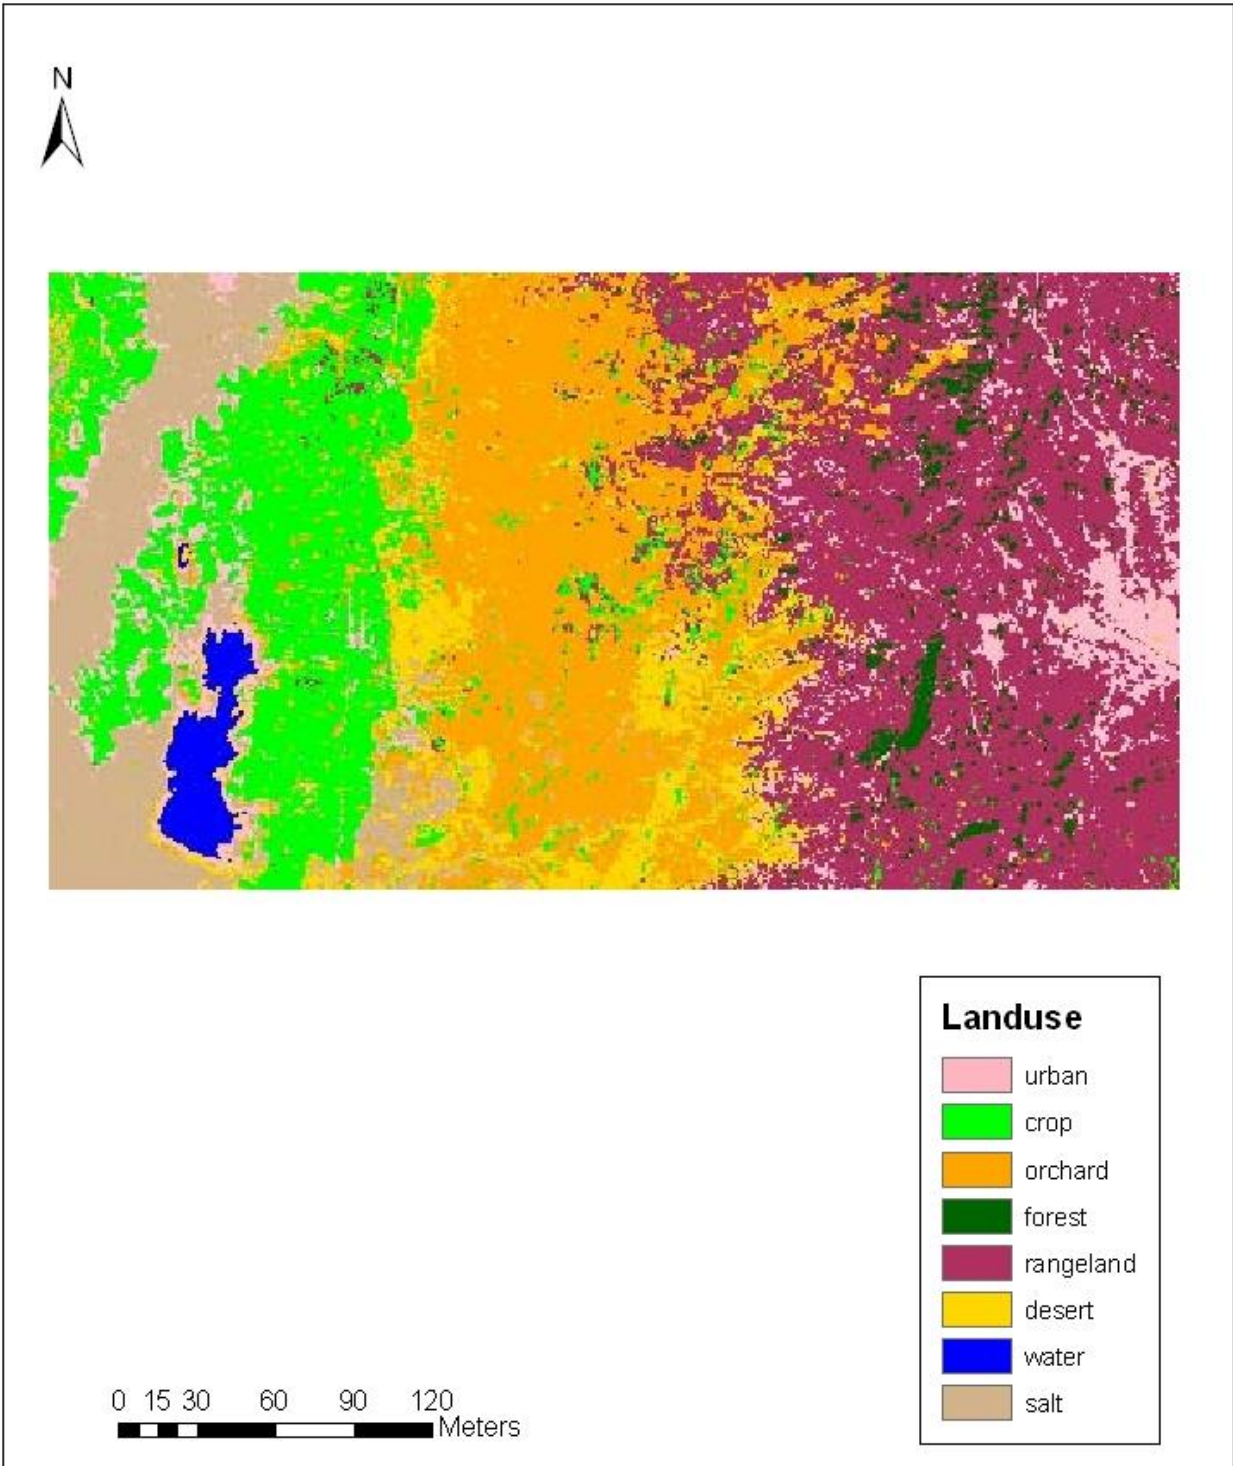 N
Landuse
urban
crop
orchard
forest
rangeland
desert
water
salt
0 15 30 60 90 120
Meters